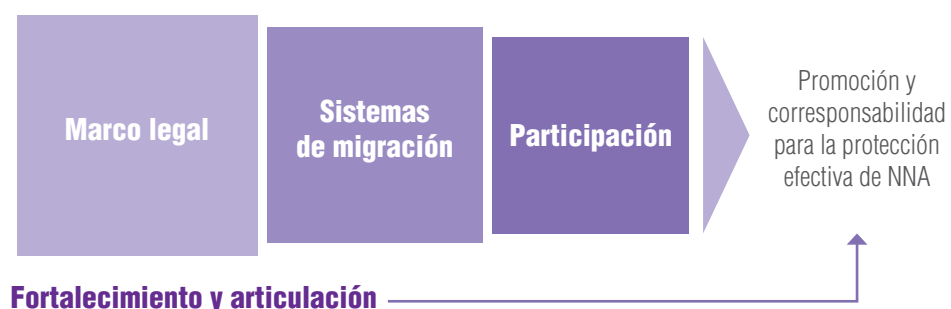 Marco legal
Sistemas
de migración
Participación
Promoción y
corresponsabilidad
para la protección
efectiva de NNA
Fortalecimiento y articulación